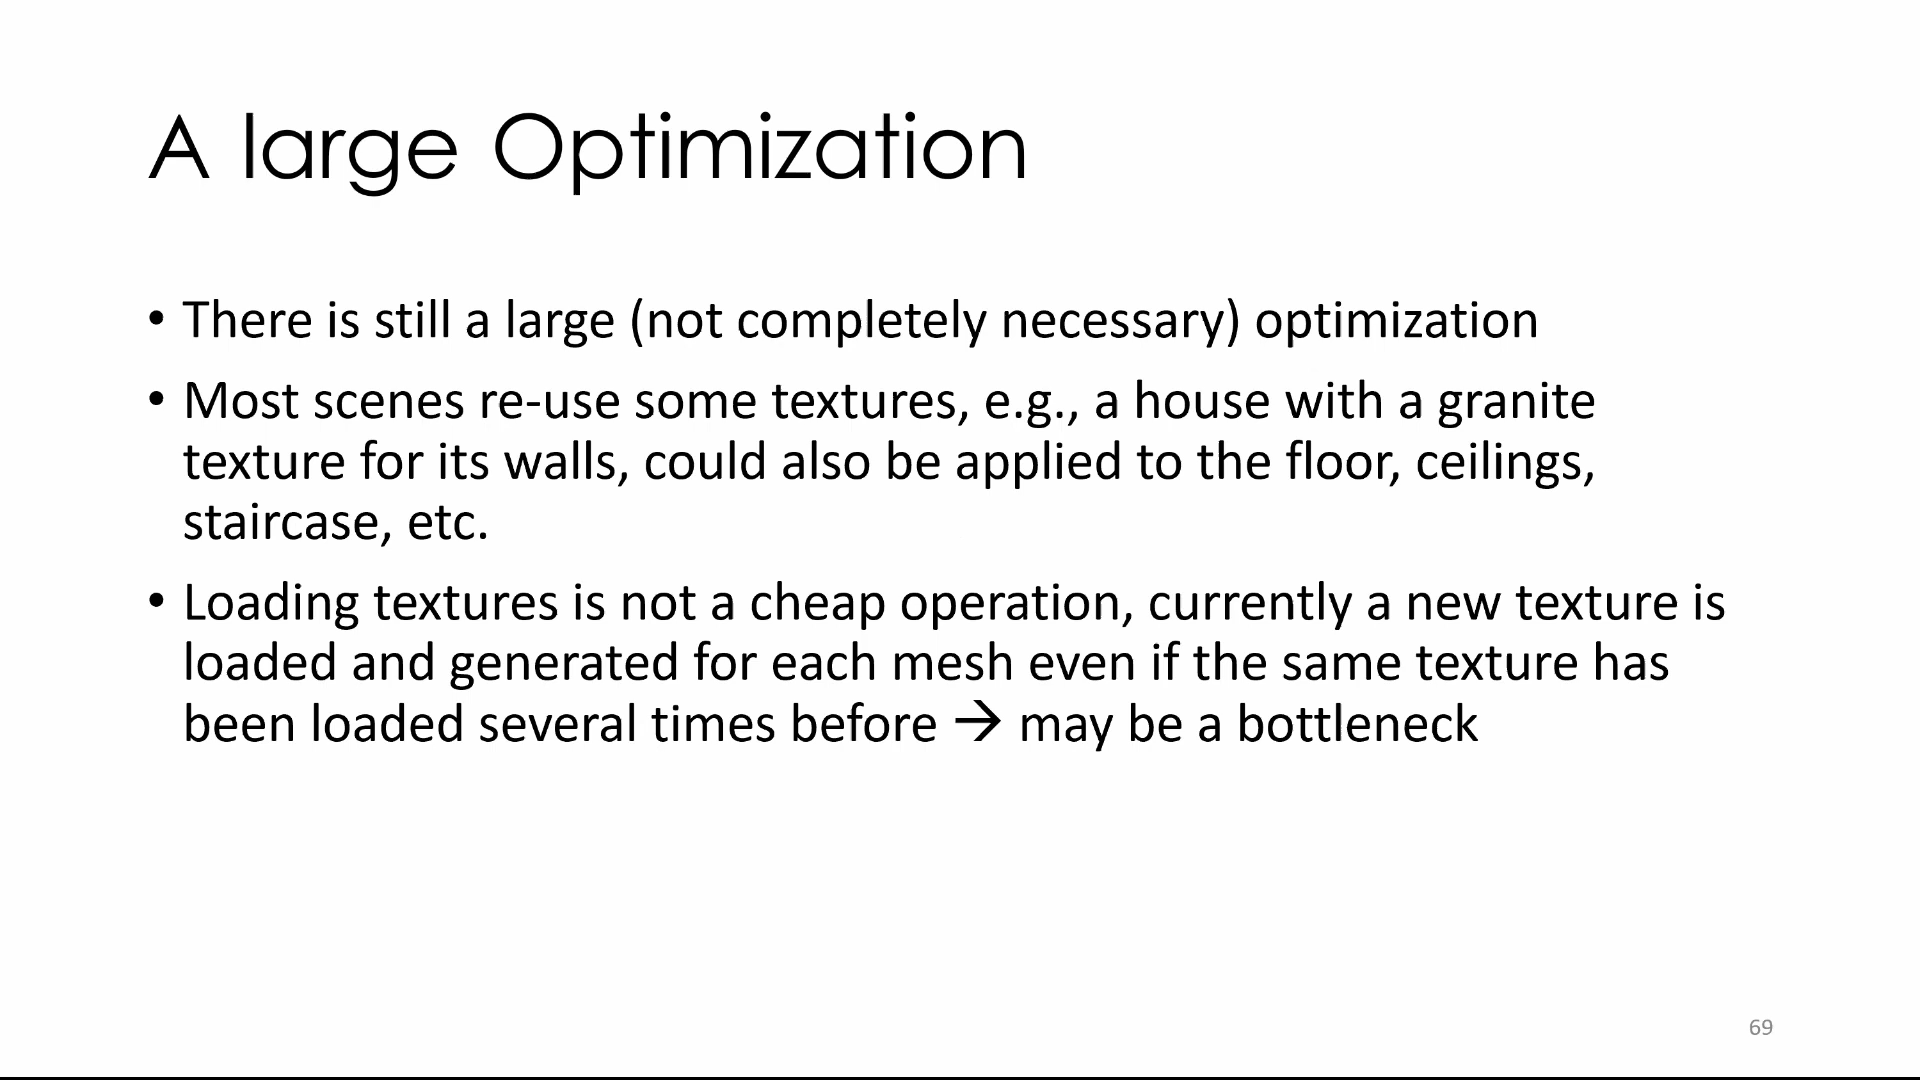 A large Optimization
• There is still a large (not completely necessary) optimization
• Most scenes re-use some textures, e.g., a house with a granite
texture for its walls, could also be applied to the floor, ceilings,
staircase, etc.
• Loading textures is not a cheap operation, currently a new texture is
loaded and generated for each mesh even if the same texture has
been loaded several times before → may be a bottleneck
69